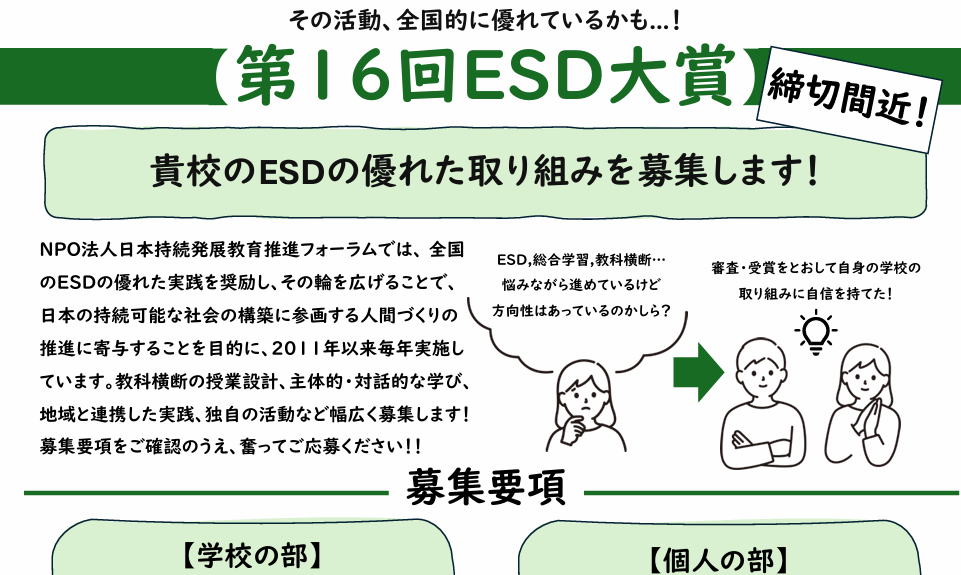 その活動、全国的に優れているかも…！
【第１６回ESD大賞】
締切間近！
貴校のESDの優れた取り組みを募集します！
NPO法人日本持続発展教育推進フォーラムでは、全国
のESDの優れた実践を奨励し、その輪を広げることで、
日本の持続可能な社会の構築に参画する人間づくりの
推進に寄与することを目的に、２０１１年以来毎年実施し
ています。教科横断の授業設計、主体的・対話的な学び、
地域と連携した実践、独自の活動など幅広く募集します！
募集要項をご確認のうえ、奮ってご応募ください！！
ESD,総合学習,教科横断…
悩みながら進めているけど
方向性はあっているのかしら？
審査・受賞をとおして自身の学校の
取り組みに自信を持てた！
募集要項
【学校の部】
【個人の部】